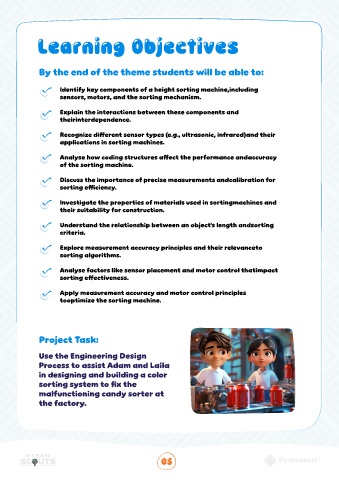 Learning Objectives
By the end of the theme students will be able to:
Identify key components of a height sorting machine,including
sensors, motors, and the sorting mechanism.
Explain the interactions between these components and
theirinterdependence.
Recognize different sensor types (e.g., ultrasonic, infrared)and their
applications in sorting machines.
Analyse how coding structures affect the performance andaccuracy
of the sorting machine.
Discuss the importance of precise measurements andcalibration for
sorting efficiency.
Investigate the properties of materials used in sortingmachines and
their suitability for construction.
Understand the relationship between an object's length andsorting
criteria.
Explore measurement accuracy principles and their relevanceto
sorting algorithms.
Analyse factors like sensor placement and motor control thatimpact
sorting effectiveness.
Apply measurement accuracy and motor control principles
tooptimize the sorting machine.
Project Task:
Use the Engineering Design
Process to assist Adam and Laila
in designing and building a color
sorting system to fix the
malfunctioning candy sorter at
the factory.
STEAM
SCOUTS
05